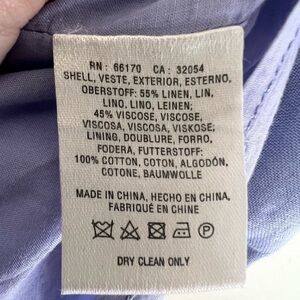 RN : 66170 CA : 32054
SHELL, VESTE, EXTERIOR, ESTERNO,
OBERSTOFF: 55% LINEN, LIN,
LINO, LINO, LEINEN;
45% VISCOSE, VISCOSE,
VISCOSA, VISCOSA, VISKOSE;
LINING, DOUBLURE, FORRO,
FODERA, FUTTERSTOFF:
100% COTTON, COTON, ALGODÓN,
COTONE, BAUMWOLLE
MADE IN CHINA, HECHO EN CHINA,
FABRIQUÉ EN CHINE
P
DRY CLEAN ONLY